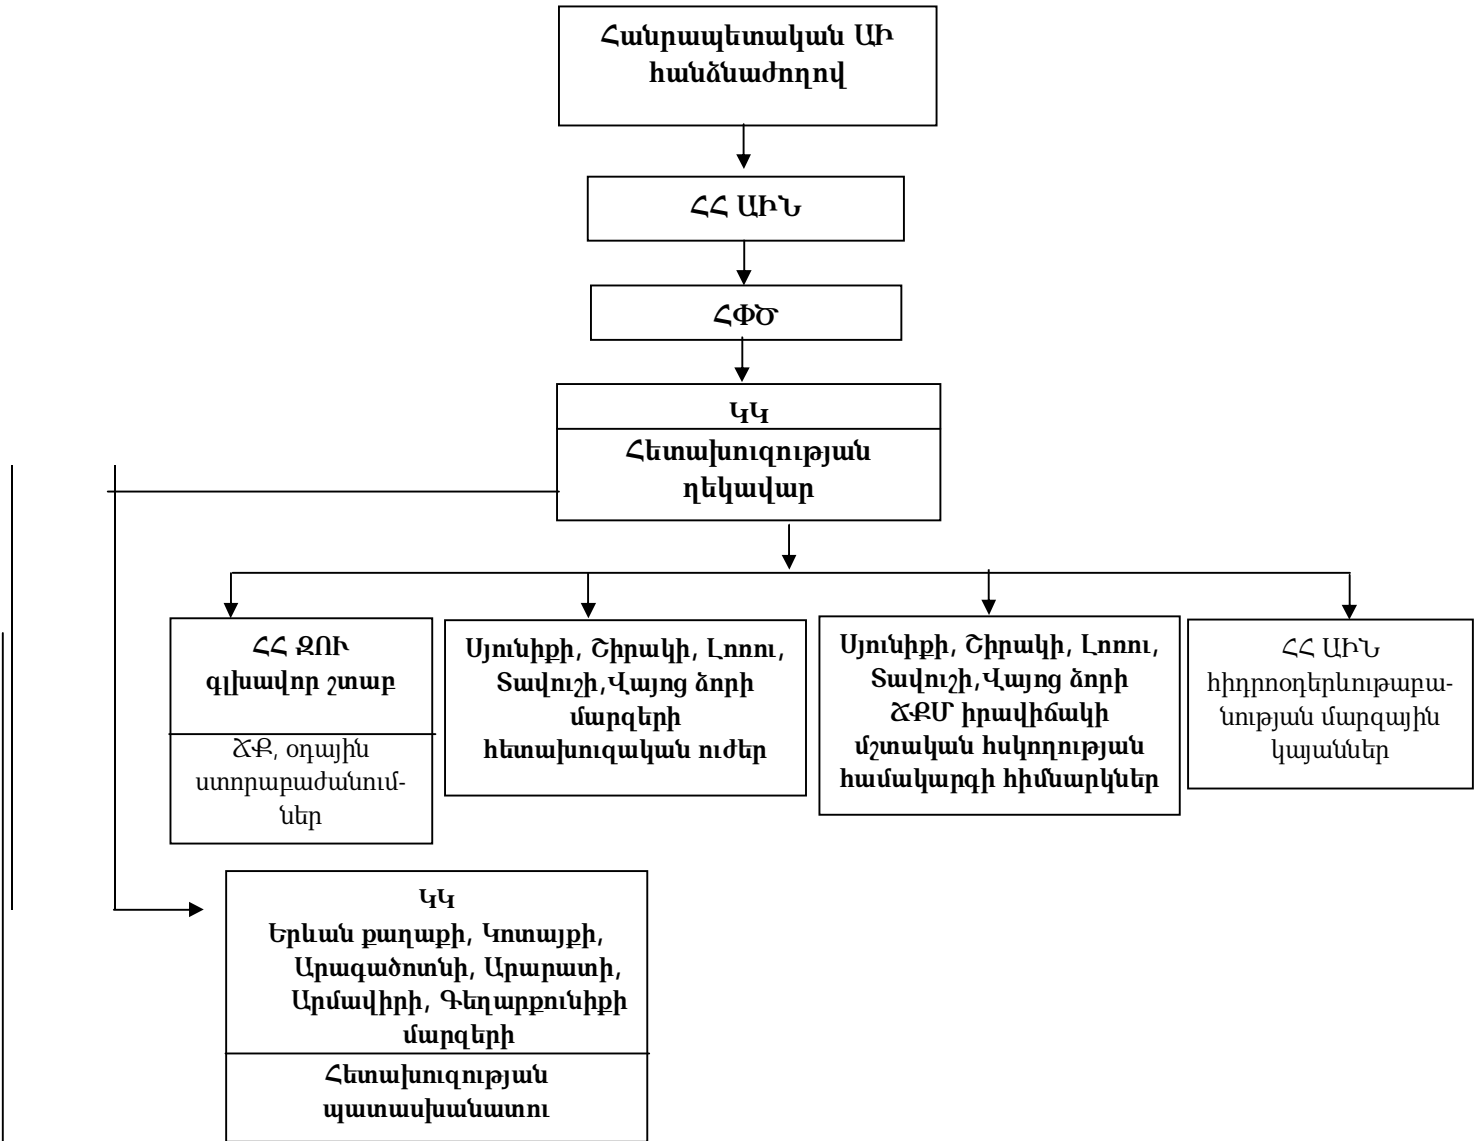 Հանրապետական ԱԻ
հանձնաժողով
ՀՀ ԱԻՆ
ՀՓԾ
ԿԿ
Հետախուզության
ղեկավար
ՀՀ ԶՈՒ
գլխավոր շտաբ
ՃՔ, օդային
ստորաբաժանում-
ներ
Սյունիքի, Շիրակի, Լոռու,
Տավուշի,Վայոց ձորի
մարզերի
հետախուզական ուժեր
Սյունիքի, Շիրակի, Լոռու,
Տավուշի,Վայոց ձորի
ՃՔՄ իրավիճակի
մշտական հսկողության
համակարգի հիմնարկներ
ՀՀ ԱԻՆ
հիդրոօդերևութաբա-
նության մարզային
կայաններ
ԿԿ
Երևան քաղաքի, Կոտայքի,
Արագածոտնի, Արարատի,
Արմավիրի, Գեղարքունիքի
մարզերի
Հետախուզության
պատասխանատու